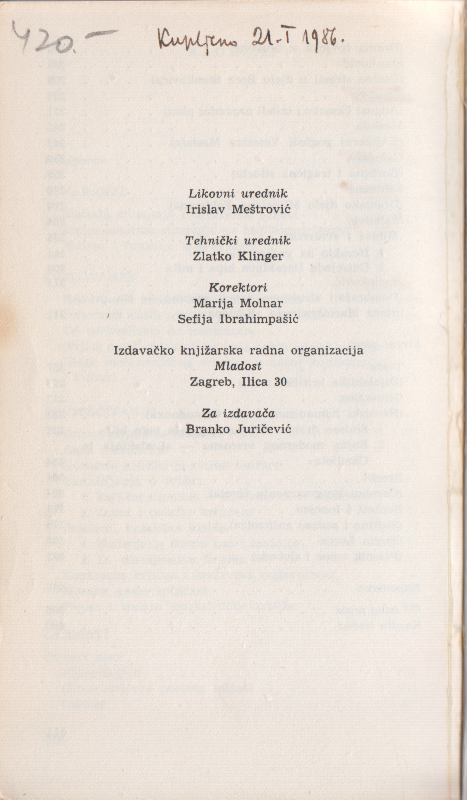 420.—
Kupljeno 21-I 1986.
Likovni urednik
Irislav Meštrović
Tehnički urednik
Zlatko Klinger
Korektori
Marija Molnar
Sefija Ibrahimpašić
Izdavačko knjižarska radna organizacija
Mladost
Zagreb, Ilica 30
Za izdavača
Branko Juričević